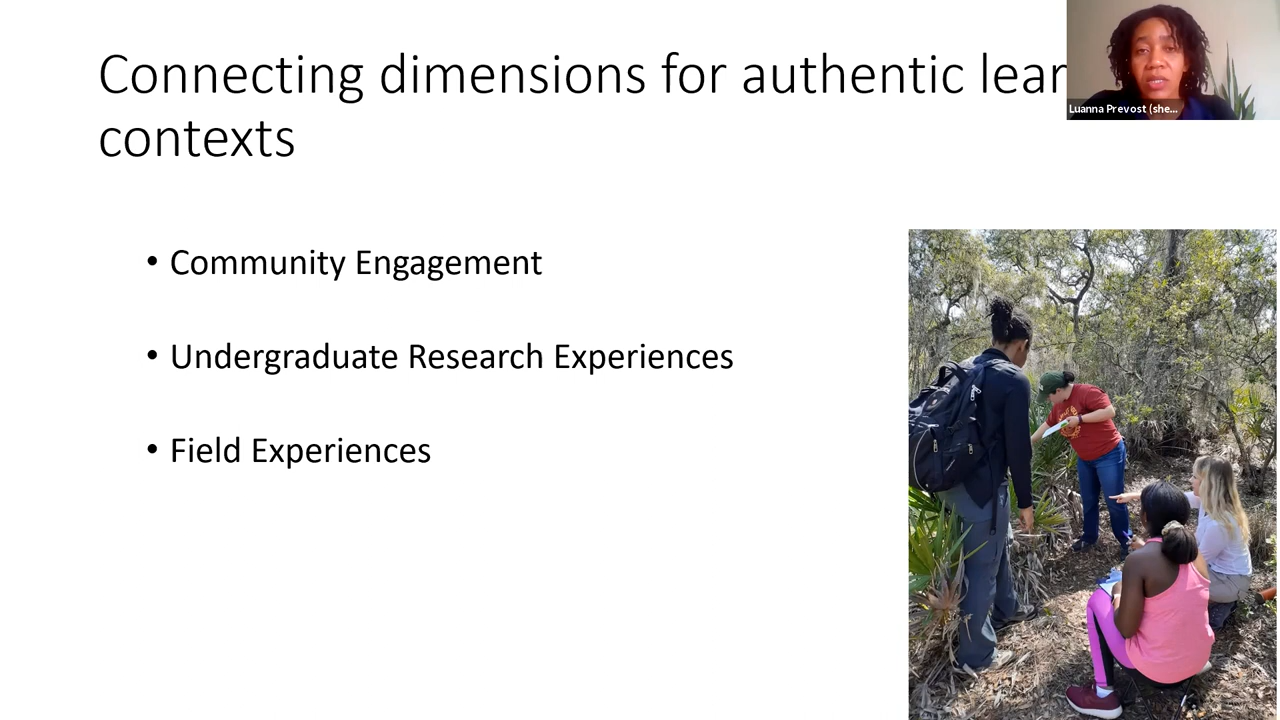 Connecting dimensions for authentic lear
contexts
Luanna Prevost (she...
• Community Engagement
• Undergraduate Research Experiences
• Field Experiences